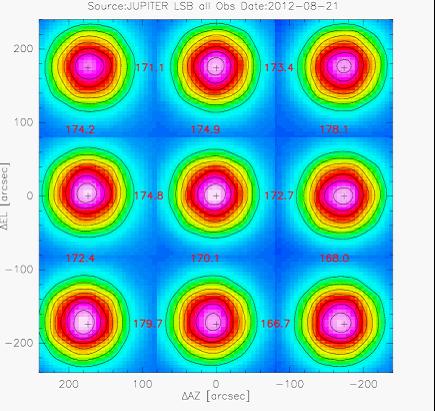 Source:JUPITER LSB all Obs Date:2012-08-21
200
171.1 173.4
100
174.2 174.9 178.1
ΔEL [arcsec]
0
174.8 172.7
172.4 170.1 168.0
-100
179.7 166.7
-200
200 100 0 -100 -200
ΔAZ [arcsec]